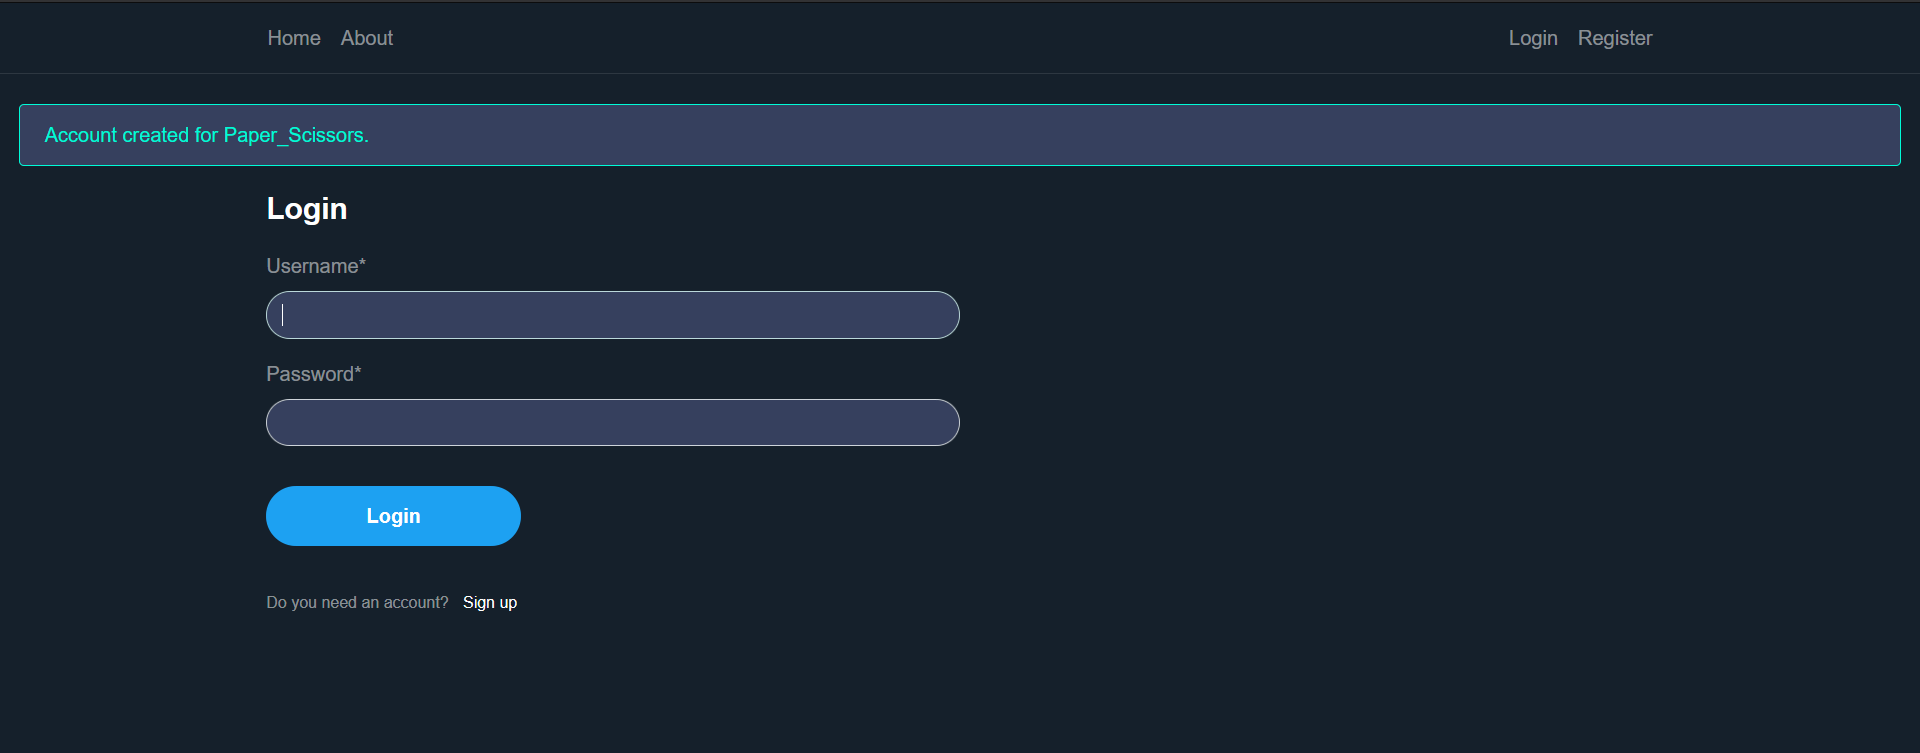 Home About Login Register
Account created for Paper_Scissors.
Login
Username*
Password*
Login
Do you need an account? Sign up